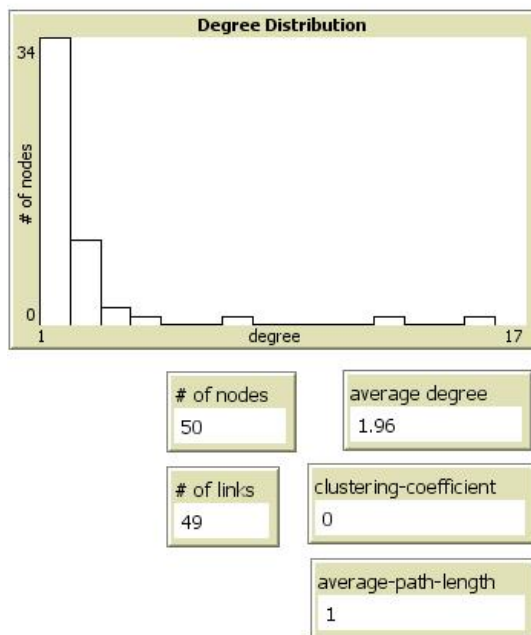 Degree Distribution
34
# of nodes
0
1
degree
17
# of nodes
50
average degree
1.96
# of links
49
clustering-coefficient
0
average-path-length
1